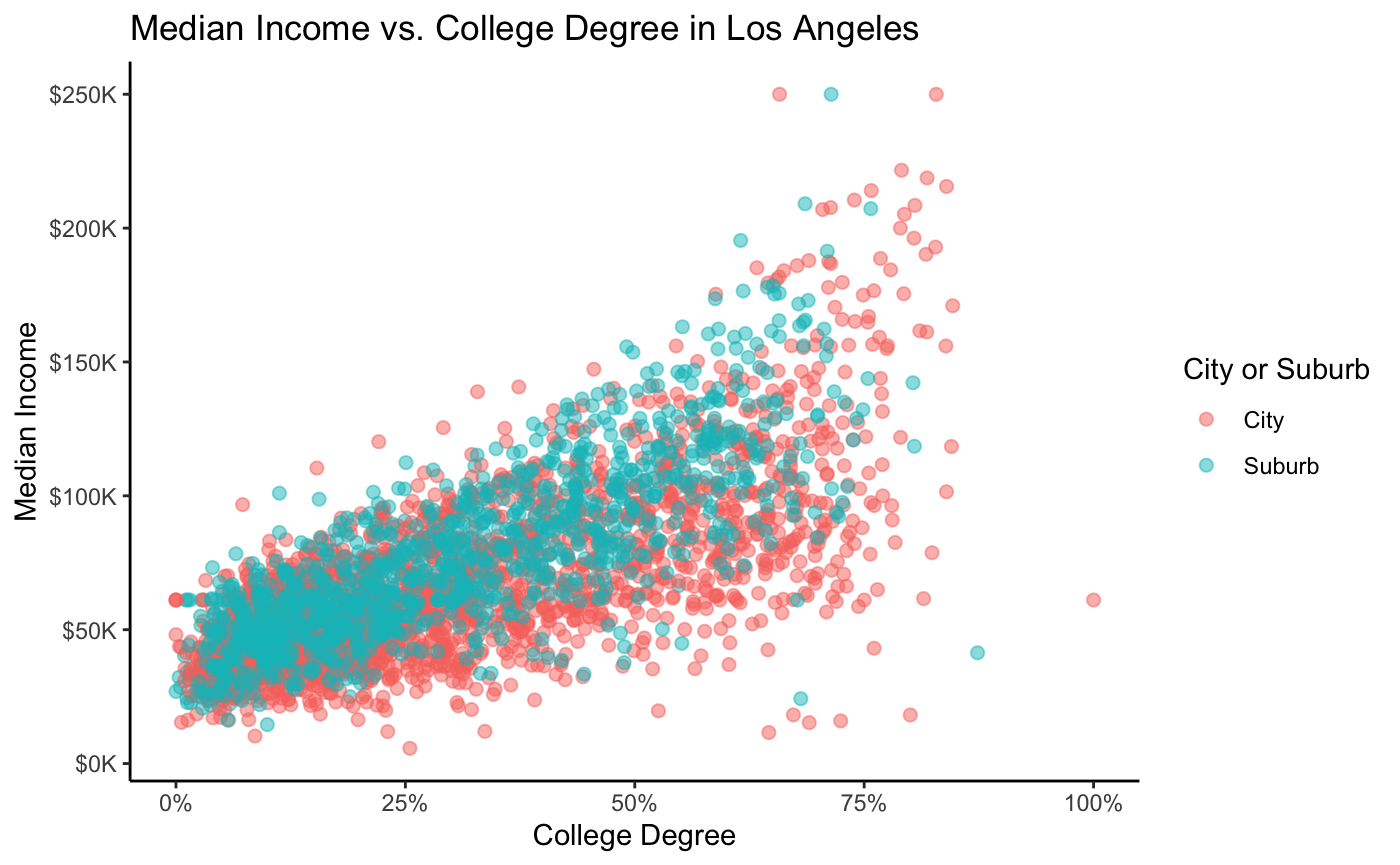 Median Income vs. College Degree in Los Angeles
$250K
$200K
$150K
$100K
$50K
$0K
Median Income
0%
25%
50%
75%
100%
College Degree
City or Suburb
City
Suburb